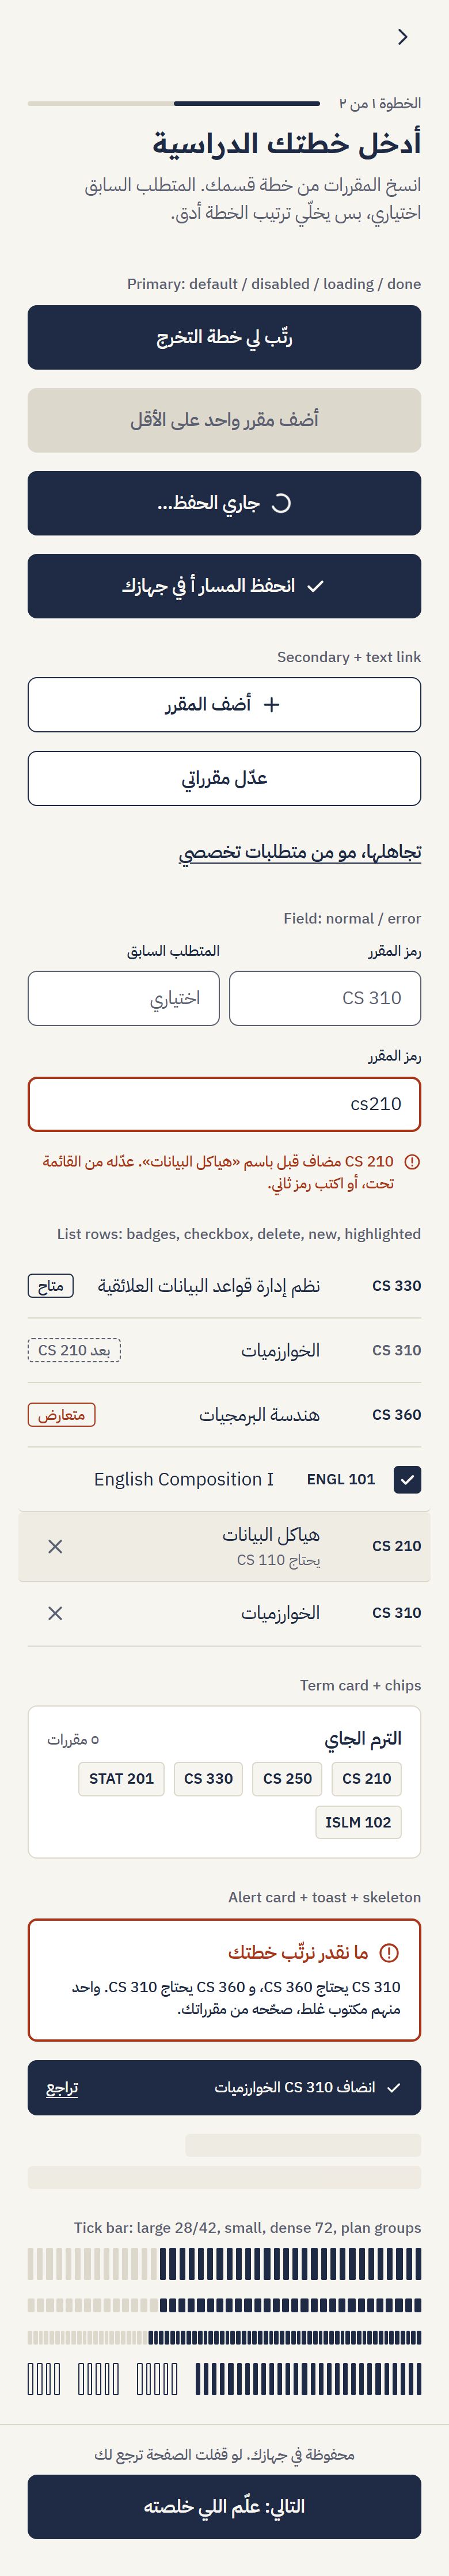 الخطوة ١ من ٢
أدخل خطتك الدراسية
انسخ المقررات من خطة قسمك. المتطلب السابق
اختياري، بس يخلّي ترتيب الخطة أدق.
Primary: default / disabled / loading / done
رتّب لي خطة التخرج
أضف مقرر واحد على الأقل
جاري الحفظ...
انحفظ المسار أ في جهازك
Secondary + text link
أضف المقرر
عدّل مقرراتي
تجاهلها، مو من متطلبات تخصصي
Field: normal / error
رمز المقرر
المتطلب السابق
CS 310
اختياري
رمز المقرر
cs210
CS 210 مضاف قبل باسم «هياكل البيانات». عدّله من القائمة
تحت، أو اكتب رمز ثاني.
List rows: badges, checkbox, delete, new, highlighted
CS 330 نظم إدارة قواعد البيانات العلائقية متاح
CS 310 الخوارزميات بعد CS 210
CS 360 هندسة البرمجيات متعارض
ENGL 101 English Composition I
CS 210 هياكل البيانات
يحتاج CS 110
CS 310 الخوارزميات
Term card + chips
الترم الجاي
٥ مقررات
CS 210 CS 250 CS 330 STAT 201
ISLM 102
Alert card + toast + skeleton
ما نقدر نرتّب خطتك
CS 310 يحتاج CS 360، و CS 360 يحتاج CS 310. واحد
منهم مكتوب غلط، صحّحه من مقرراتك.
انضاف CS 310 الخوارزميات
تراجع
Tick bar: large 28/42, small, dense 72, plan groups
محفوظة في جهازك. لو قفلت الصفحة ترجع لك
التالي: علّم اللي خلصته